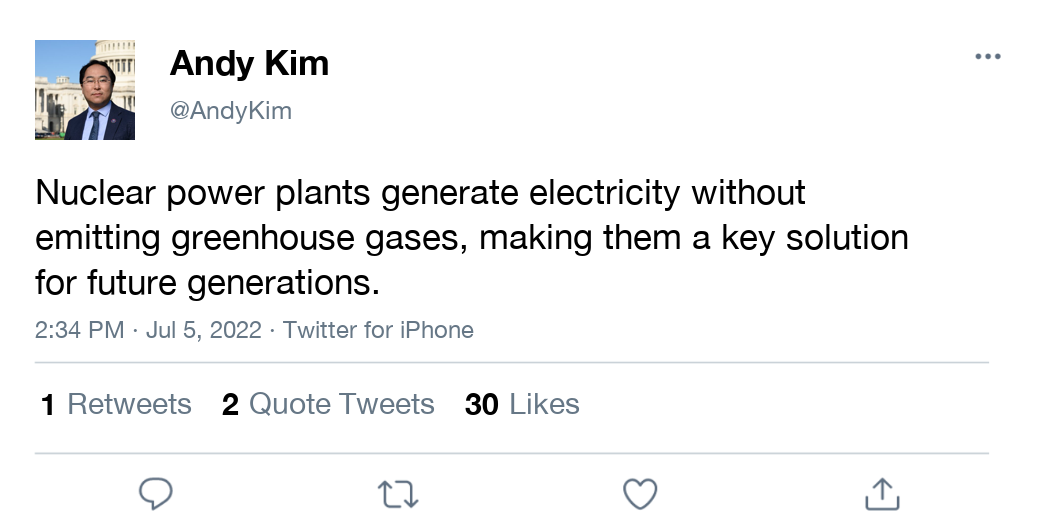 Andy Kim
@AndyKim
Nuclear power plants generate electricity without
emitting greenhouse gases, making them a key solution
for future generations.
2:34 PM · Jul 5, 2022 · Twitter for iPhone
1 Retweets 2 Quote Tweets 30 Likes